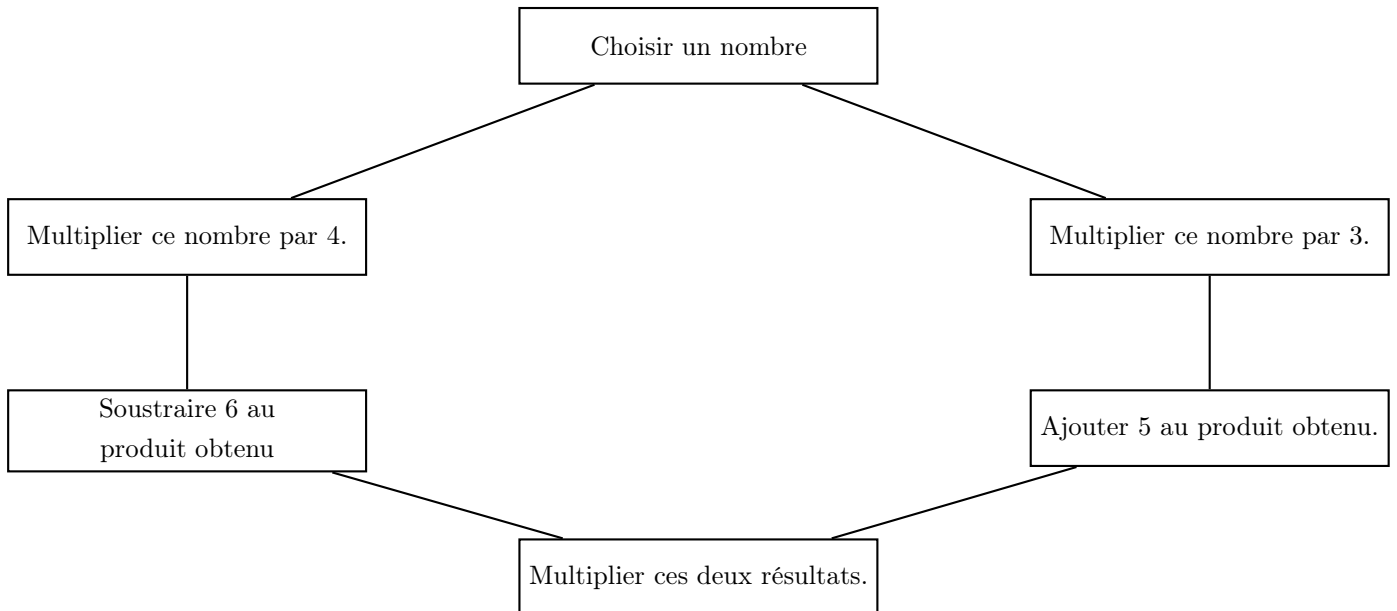 Choisir un nombre
Multiplier ce nombre par 4.
Multiplier ce nombre par 3.
Soustraire 6 au
produit obtenu
Ajouter 5 au produit obtenu.
Multiplier ces deux résultats.